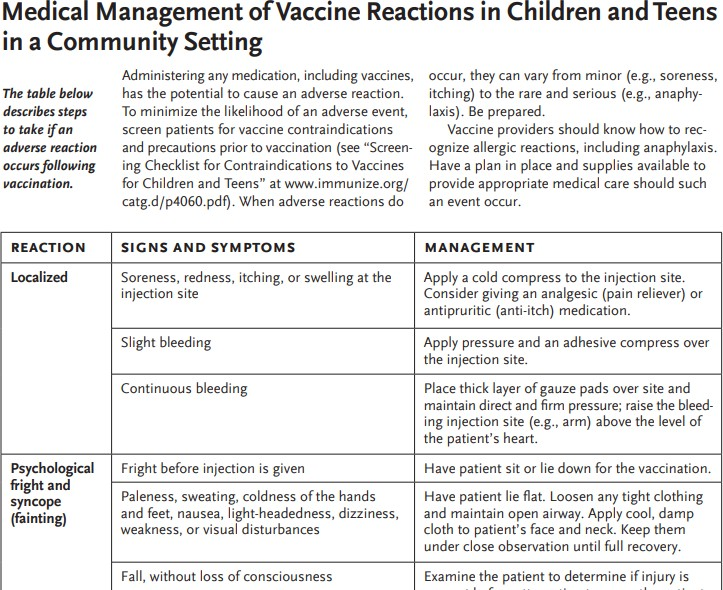 Medical Management of Vaccine Reactions in Children and Teens
in a Community Setting
The table below
describes steps
to take if an
adverse reaction
occurs following
vaccination.
Administering any medication, including vaccines,
has the potential to cause an adverse reaction.
To minimize the likelihood of an adverse event,
screen patients for vaccine contraindications
and precautions prior to vaccination (see “Screen-
ing Checklist for Contraindications to Vaccines
for Children and Teens” at www.immunize.org/
catg.d/p4060.pdf). When adverse reactions do
occur, they can vary from minor (e.g., soreness,
itching) to the rare and serious (e.g., anaphy-
laxis). Be prepared.
Vaccine providers should know how to rec-
ognize allergic reactions, including anaphylaxis.
Have a plan in place and supplies available to
provide appropriate medical care should such
an event occur.
REACTION
SIGNS AND SYMPTOMS
MANAGEMENT
Localized
Soreness, redness, itching, or swelling at the
injection site
Apply a cold compress to the injection site.
Consider giving an analgesic (pain reliever) or
antipruritic (anti-itch) medication.
Slight bleeding
Apply pressure and an adhesive compress over
the injection site.
Continuous bleeding
Place thick layer of gauze pads over site and
maintain direct and firm pressure; raise the bleed-
ing injection site (e.g., arm) above the level of
the patient’s heart.
Psychological
fright and
syncope
(fainting)
Fright before injection is given
Have patient sit or lie down for the vaccination.
Paleness, sweating, coldness of the hands
and feet, nausea, light-headedness, dizziness,
weakness, or visual disturbances
Have patient lie flat. Loosen any tight clothing
and maintain open airway. Apply cool, damp
cloth to patient’s face and neck. Keep them
under close observation until full recovery.
Fall, without loss of consciousness
Examine the patient to determine if injury is